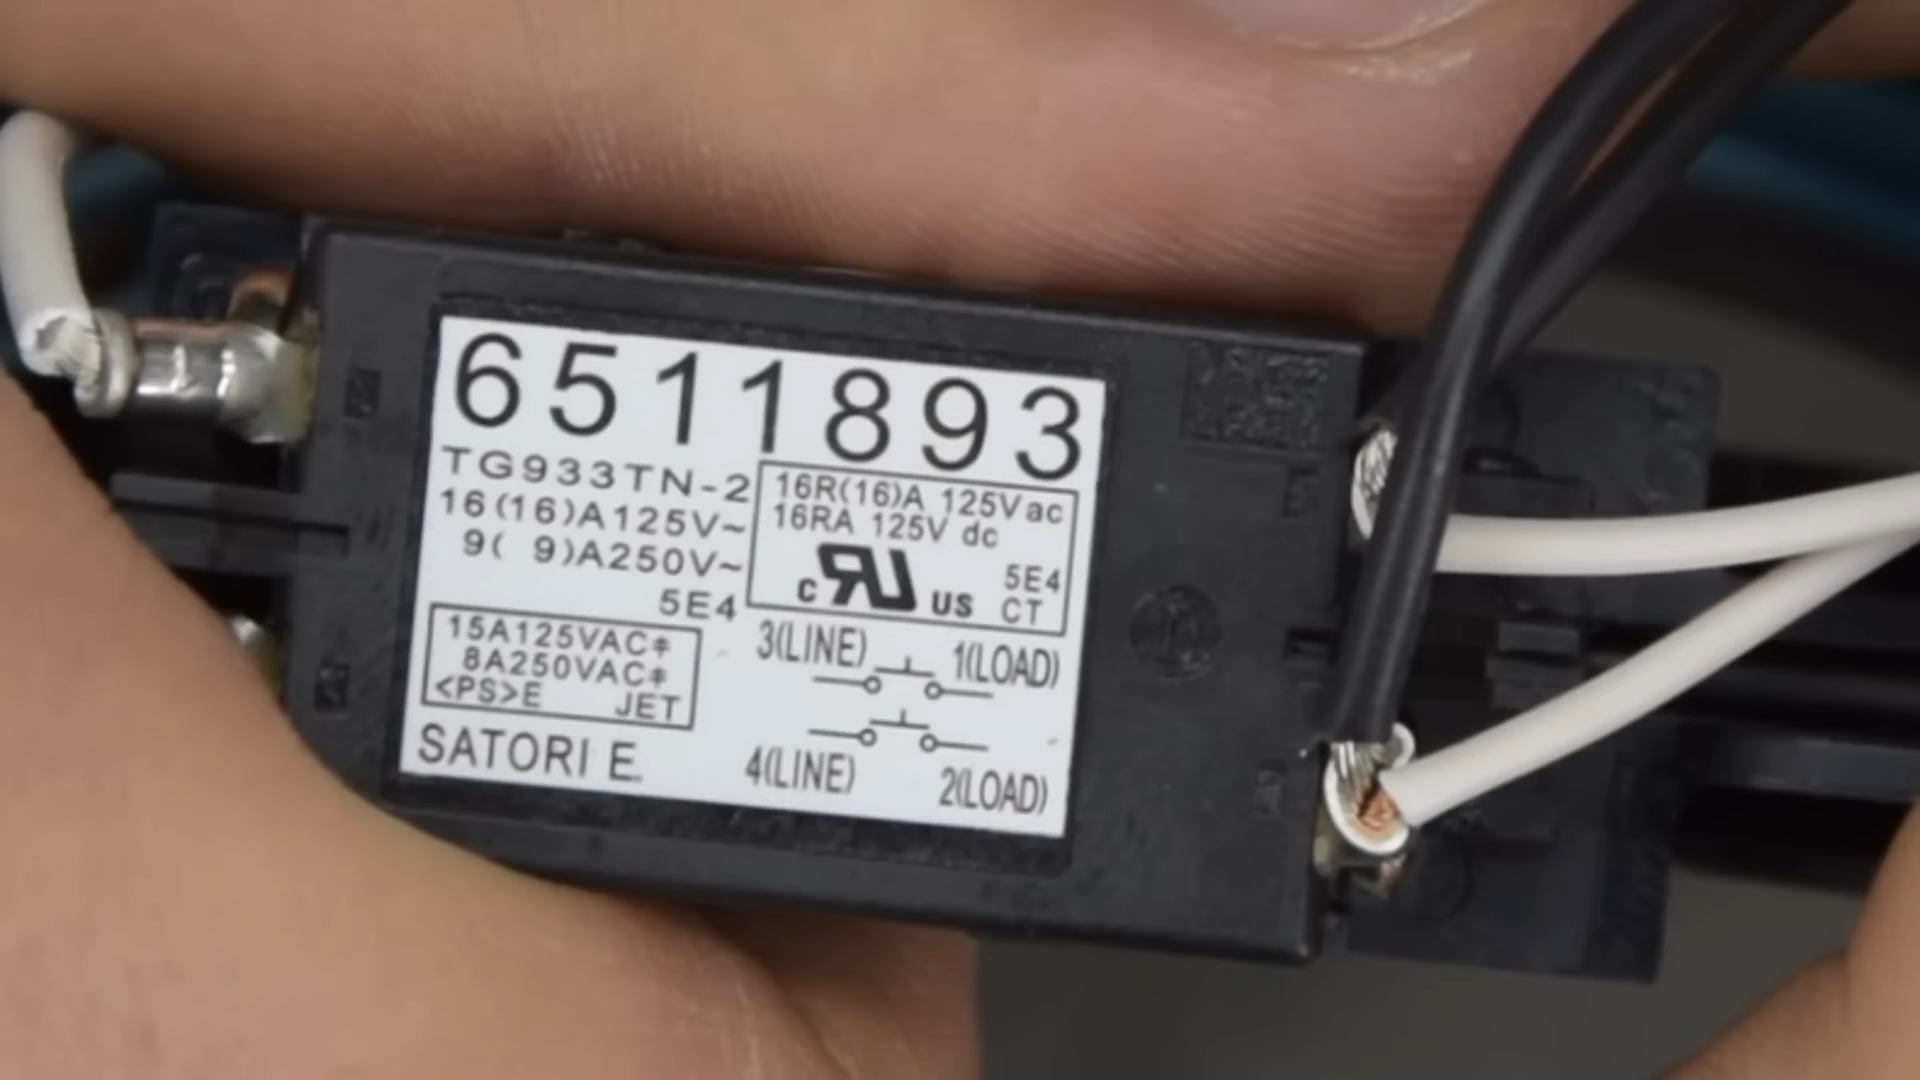 6511893
TG933TN-2
16(16)A125V~
9( 9)A250V~
5E4
16R(16)A 125Vac
16RA 125V dc
c RU US
5E4
CT
15A125VAC⧧
8A250VAC⧧
<PS>E JET
SATORI E.
3(LINE) 1(LOAD)
4(LINE) 2(LOAD)